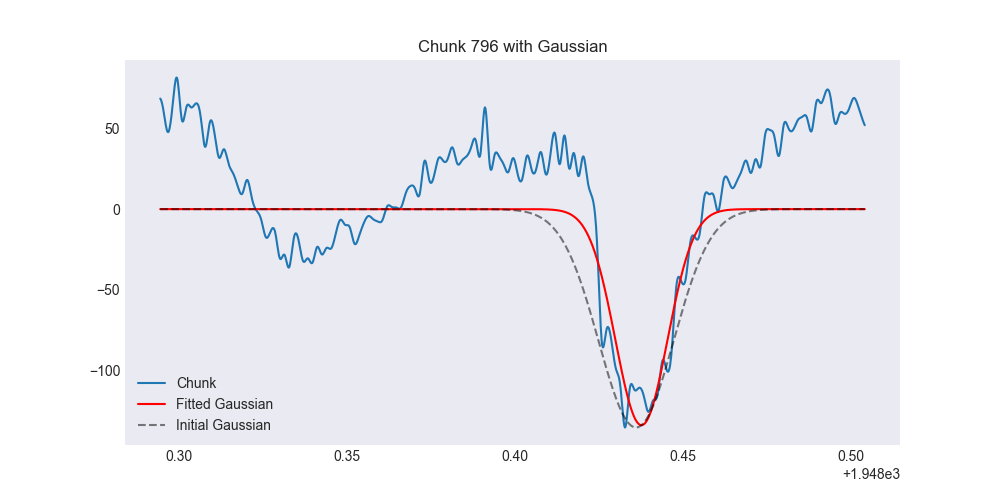 Chunk 796 with Gaussian
50
0
−50
−100
Chunk
Fitted Gaussian
Initial Gaussian
0.30 0.35 0.40 0.45 0.50
+1.948e3